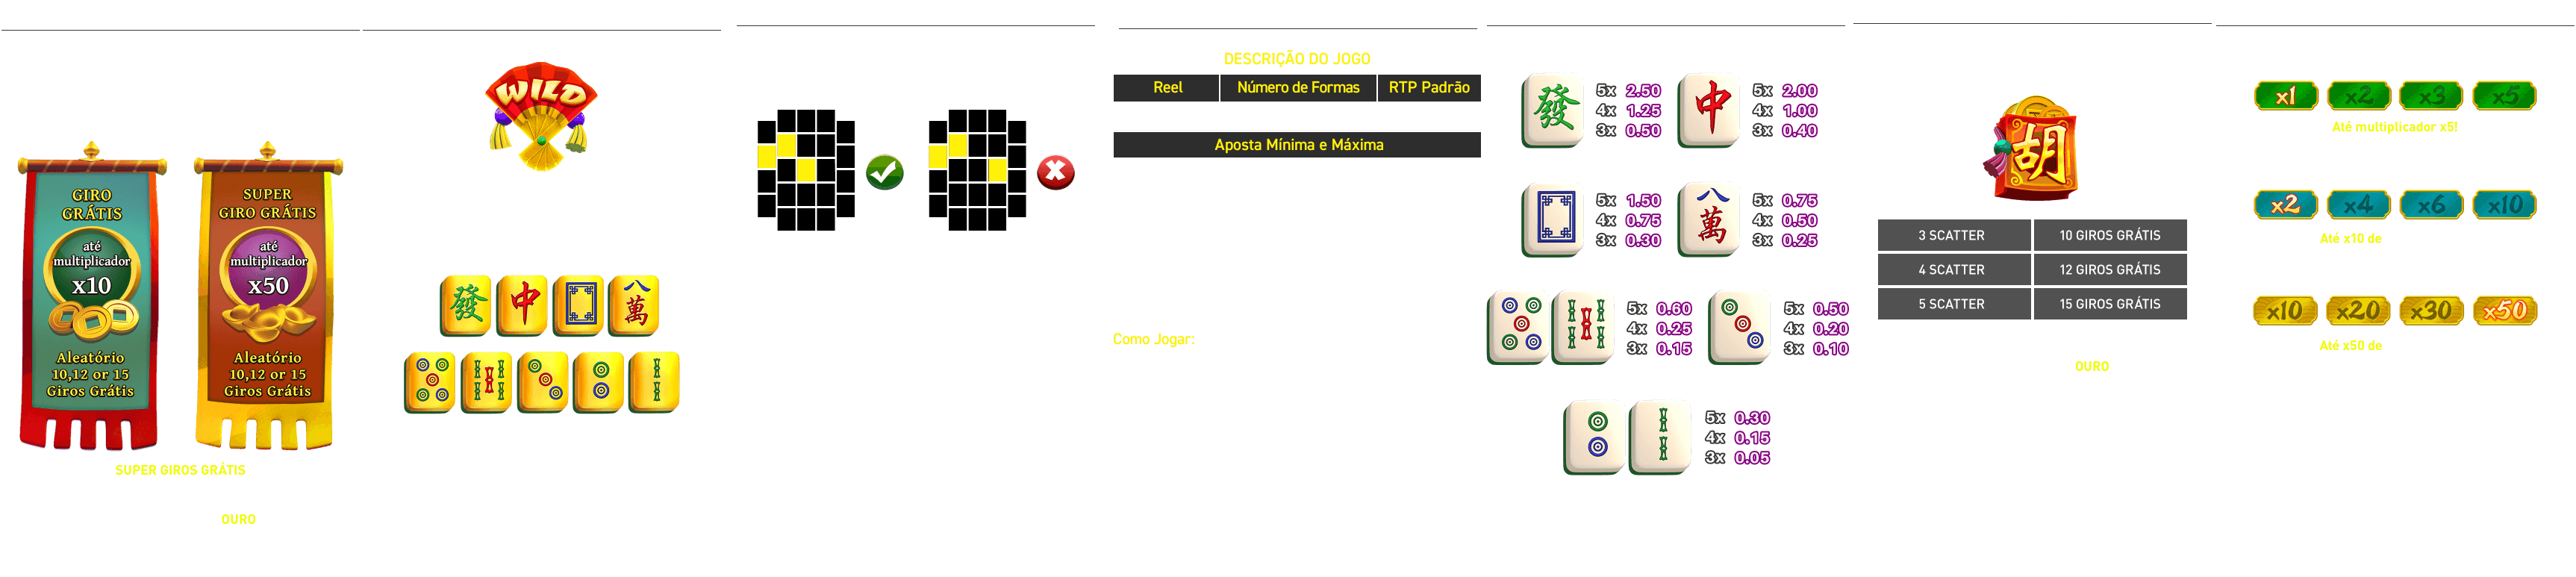 GIRO
GRÁTIS
até
multiplicador
x10
Aleatório
10,12 or 15
Giros Grátis
SUPER
GIRO GRÁTIS
até
multiplicador
x50
Aleatório
10,12 or 15
Giros Grátis
SUPER GIROS GRÁTIS
OURO
WILD
發
中
八
萬
DESCRIÇÃO DO JOGO
Reel Número de Formas RTP Padrão
Aposta Mínima e Máxima
Como Jogar:
發
5x 2.50
4x 1.25
3x 0.50
中
5x 2.00
4x 1.00
3x 0.40
5x 1.50
4x 0.75
3x 0.30
八
萬
5x 0.75
4x 0.50
3x 0.25
5x 0.60
4x 0.25
3x 0.15
5x 0.50
4x 0.20
3x 0.10
5x 0.30
4x 0.15
3x 0.05
胡
3 SCATTER 10 GIROS GRÁTIS
4 SCATTER 12 GIROS GRÁTIS
5 SCATTER 15 GIROS GRÁTIS
OURO
x1 x2 x3 x5
Até multiplicador x5!
x2 x4 x6 x10
Até x10 de
x10 x20 x30 x50
Até x50 de